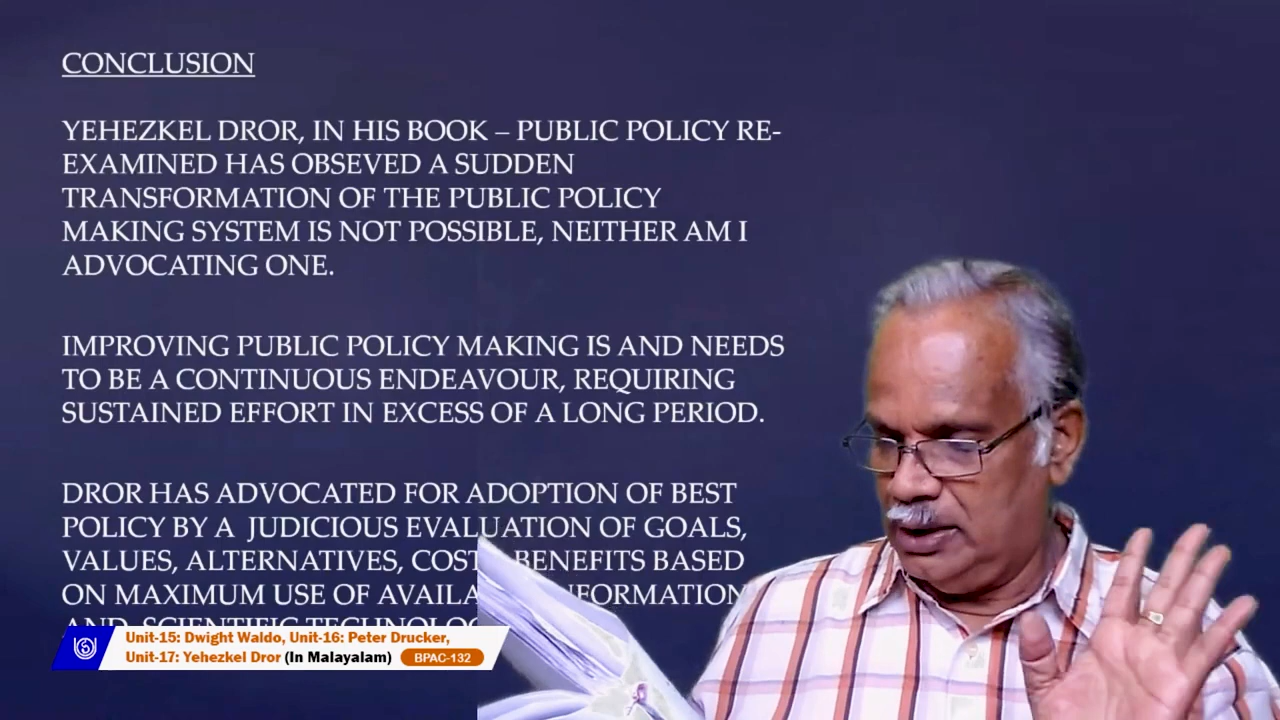 CONCLUSION
YEHEZKEL DROR, IN HIS BOOK – PUBLIC POLICY RE-
EXAMINED HAS OBSEVED A SUDDEN
TRANSFORMATION OF THE PUBLIC POLICY
MAKING SYSTEM IS NOT POSSIBLE, NEITHER AM I
ADVOCATING ONE.
IMPROVING PUBLIC POLICY MAKING IS AND NEEDS
TO BE A CONTINUOUS ENDEAVOUR, REQUIRING
SUSTAINED EFFORT IN EXCESS OF A LONG PERIOD.
DROR HAS ADVOCATED FOR ADOPTION OF BEST
POLICY BY A JUDICIOUS EVALUATION OF GOALS,
VALUES, ALTERNATIVES, COST BENEFITS BASED
ON MAXIMUM USE OF
AND SCIENTIFIC
Unit-15: Dwight Waldo, Unit-16: Peter Drucker,
Unit-17: Yehezkel Dror (In Malayalam) BPAC-132